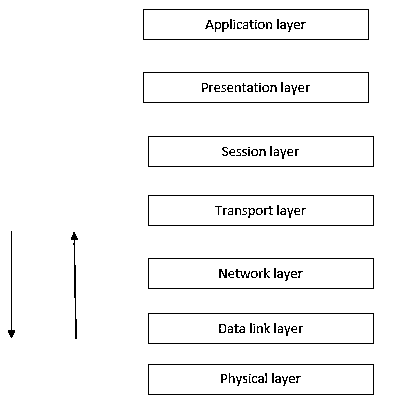 Application layer
Presentation layer
Session layer
Transport layer
Network layer
Data link layer
Physical layer